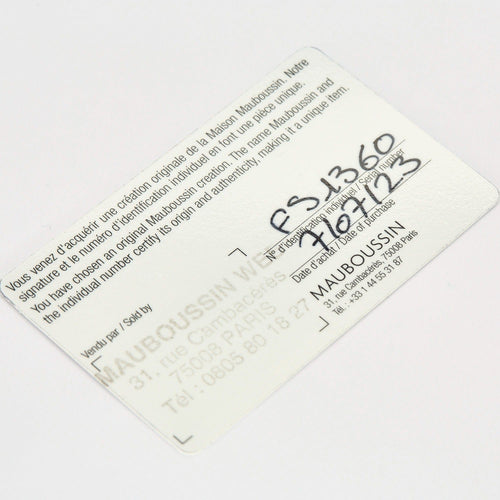 Vous venez d'acquérir une création originale de la Maison Mauboussin. Notre
signature et le numéro d'identification individuel en font une pièce unique.
You have chosen an original Mauboussin creation. The name Mauboussin and
the individual number certify its origin and authenticity, making it a unique item.
FS1360
N° d'identification individuel / Serial number
7/07/23
Date d'achat / Date of purchase
Vendu par / Sold by
MAUBOUSSIN WEB
31, rue Cambacérès
75008 PARIS
Tél : 0805 80 18 27
MAUBOUSSIN
31, rue Cambacérès, 75008 Paris
Tél. : +33 1 44 55 31 87